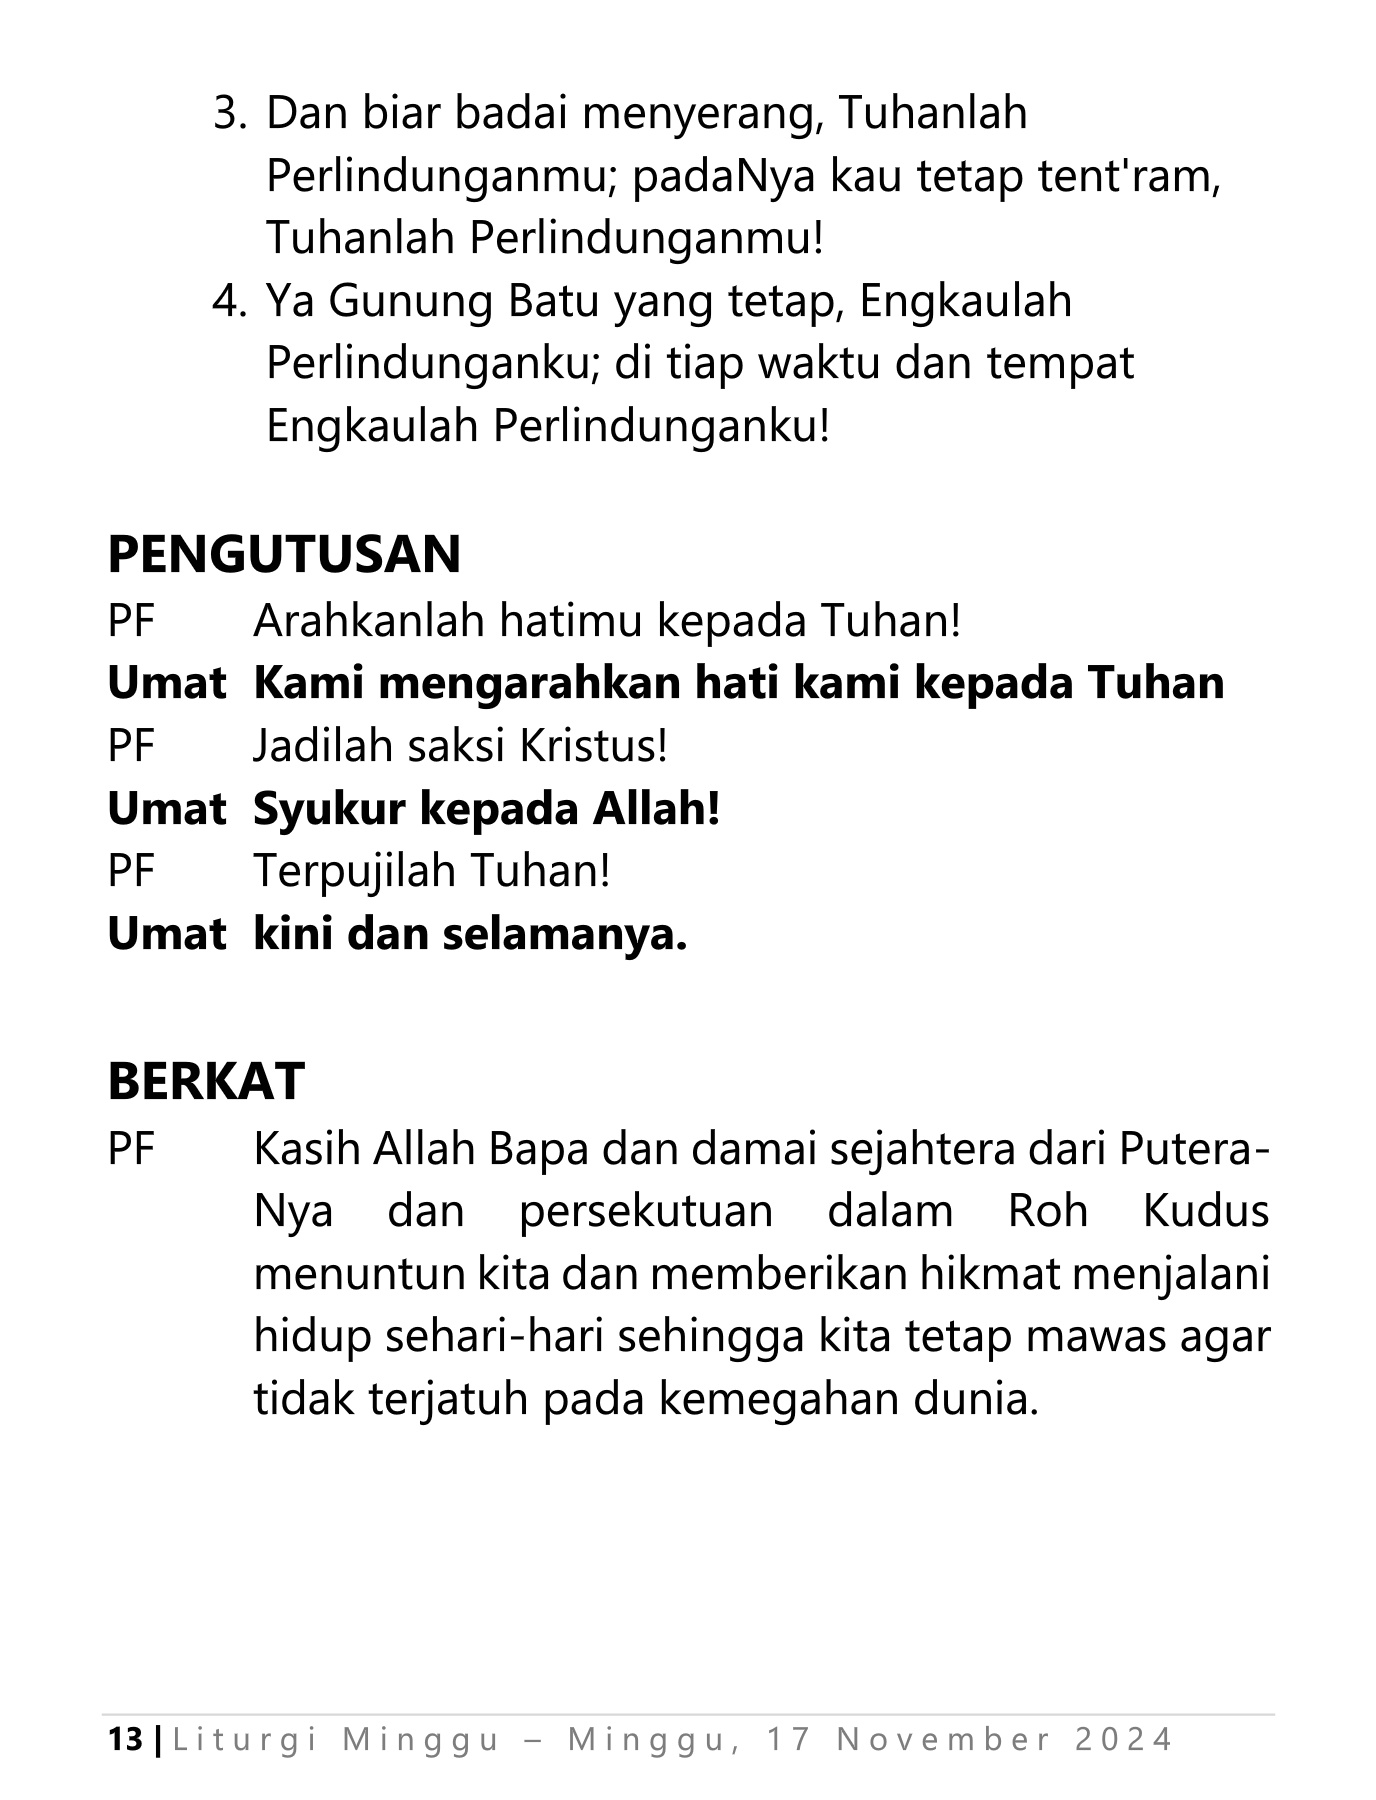 3. Dan biar badai menyerang, Tuhanlah
Perlindunganmu; padaNya kau tetap tent'ram,
Tuhanlah Perlindunganmu!
4. Ya Gunung Batu yang tetap, Engkaulah
Perlindunganku; di tiap waktu dan tempat
Engkaulah Perlindunganku!
PENGUTUSAN
PF Arahkanlah hatimu kepada Tuhan!
Umat Kami mengarahkan hati kami kepada Tuhan
PF Jadilah saksi Kristus!
Umat Syukur kepada Allah!
PF Terpujilah Tuhan!
Umat kini dan selamanya.
BERKAT
PF Kasih Allah Bapa dan damai sejahtera dari Putera-
Nya dan persekutuan dalam Roh Kudus
menuntun kita dan memberikan hikmat menjalani
hidup sehari-hari sehingga kita tetap mawas agar
tidak terjatuh pada kemegahan dunia.
13 | Liturgi Minggu – Minggu, 17 November 2024